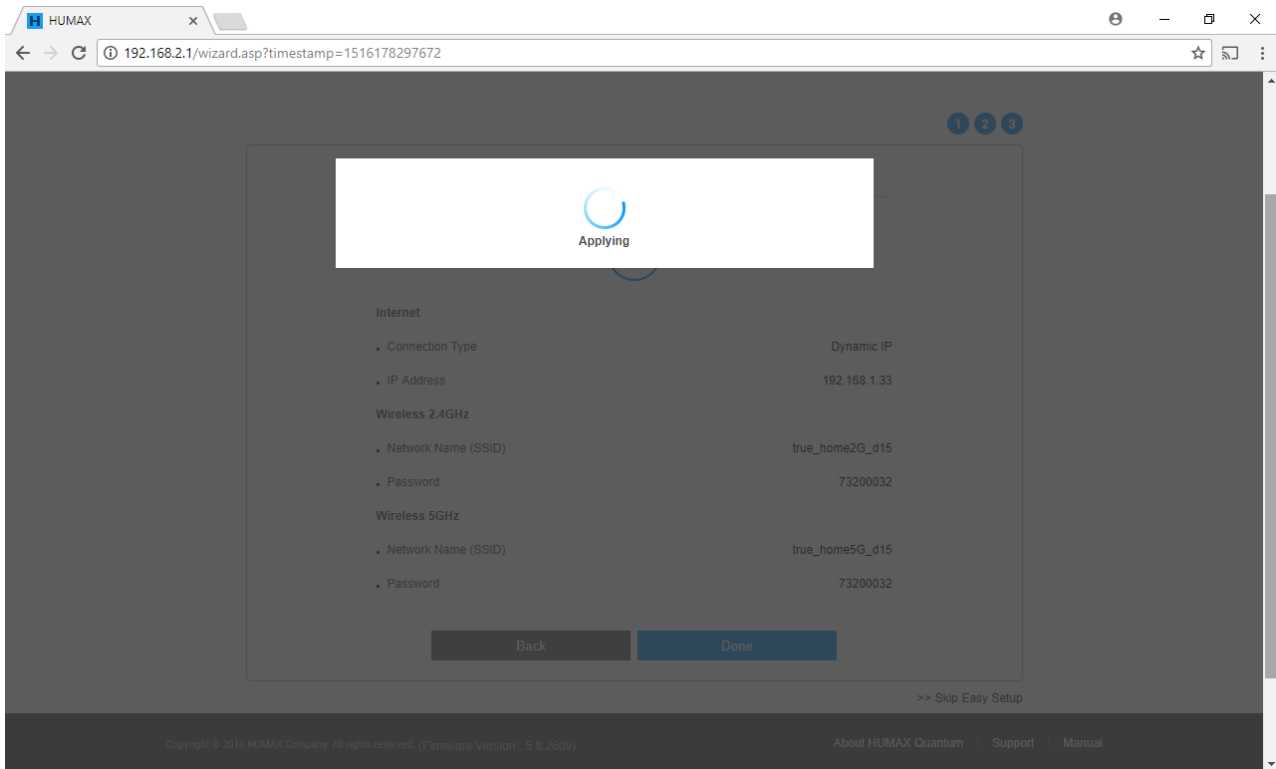 HUMAX
192.168.2.1/wizard.asp?timestamp=1516178297672
1 2 3
Applying
Internet
Connection Type Dynamic IP
IP Address 192.168.1.33
Wireless 2.4GHz
Network Name (SSID) true_home2G_d15
Password 73200032
Wireless 5GHz
Network Name (SSID) true_home5G_d15
Password 73200032
Back Done
>> Skip Easy Setup
Copyright © 2016 HUMAX Company. All rights reserved. (Firmware Version : 5.8.2609) About HUMAX Quantum | Support | Manual